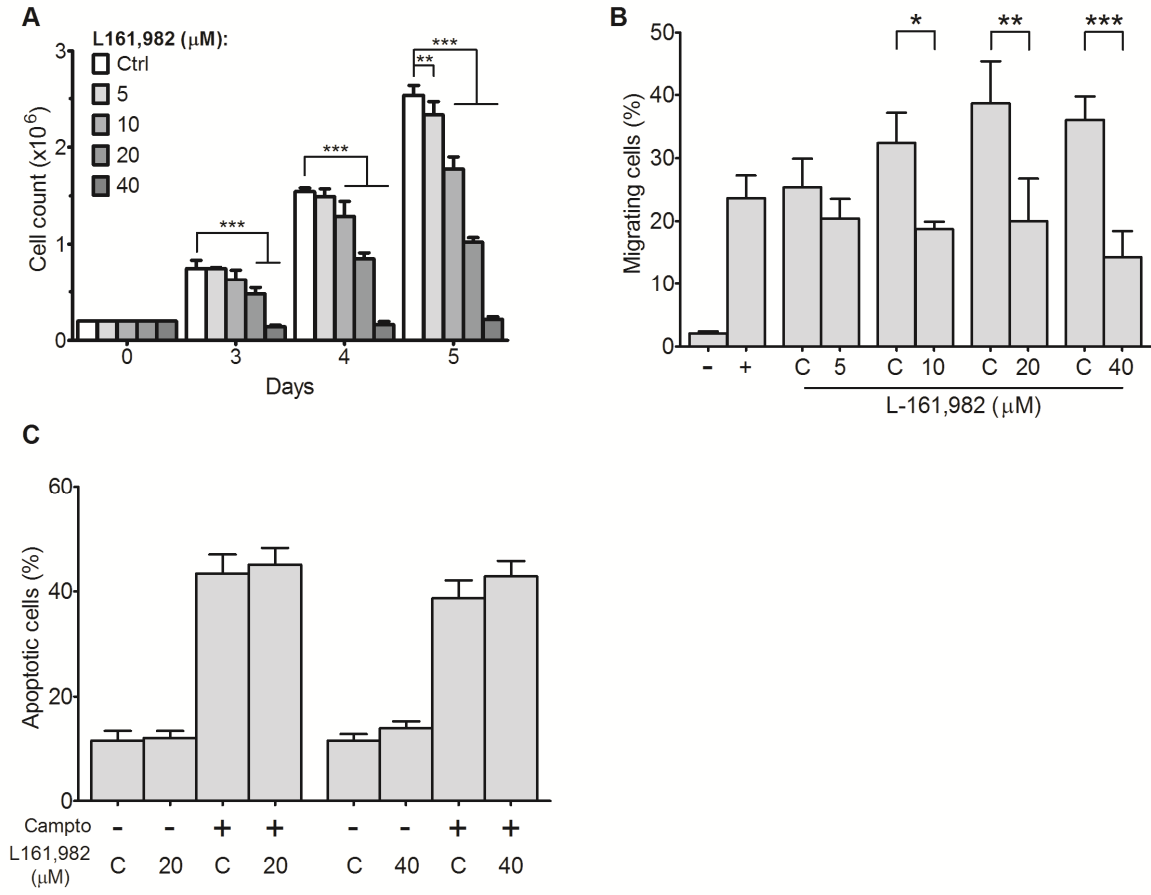 A
L161,982 (μM):
Ctrl
5
10
20
40
3
2
1
0
Cell count (x10⁶)
***
***
***
**
0 3 4 5
Days
B
50
40
30
20
10
0
Migrating cells (%)
* ** ***
- + C 5 C 10 C 20 C 40
L-161,982 (μM)
C
60
40
20
0
Apoptotic cells (%)
Campto - - + + - - + +
L161,982 (μM) C 20 C 20 C 40 C 40